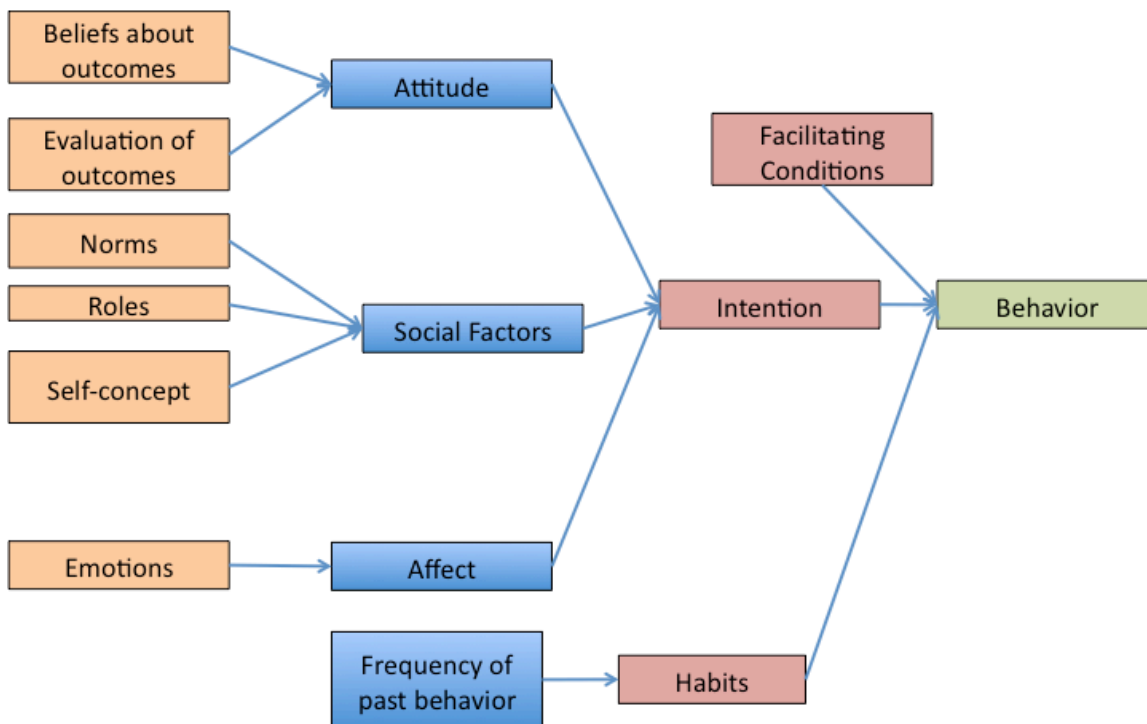 Beliefs about
outcomes
Evaluation of
outcomes
Norms
Roles
Self-concept
Emotions
Attitude
Social Factors
Affect
Frequency of
past behavior
Facilitating
Conditions
Intention
Habits
Behavior